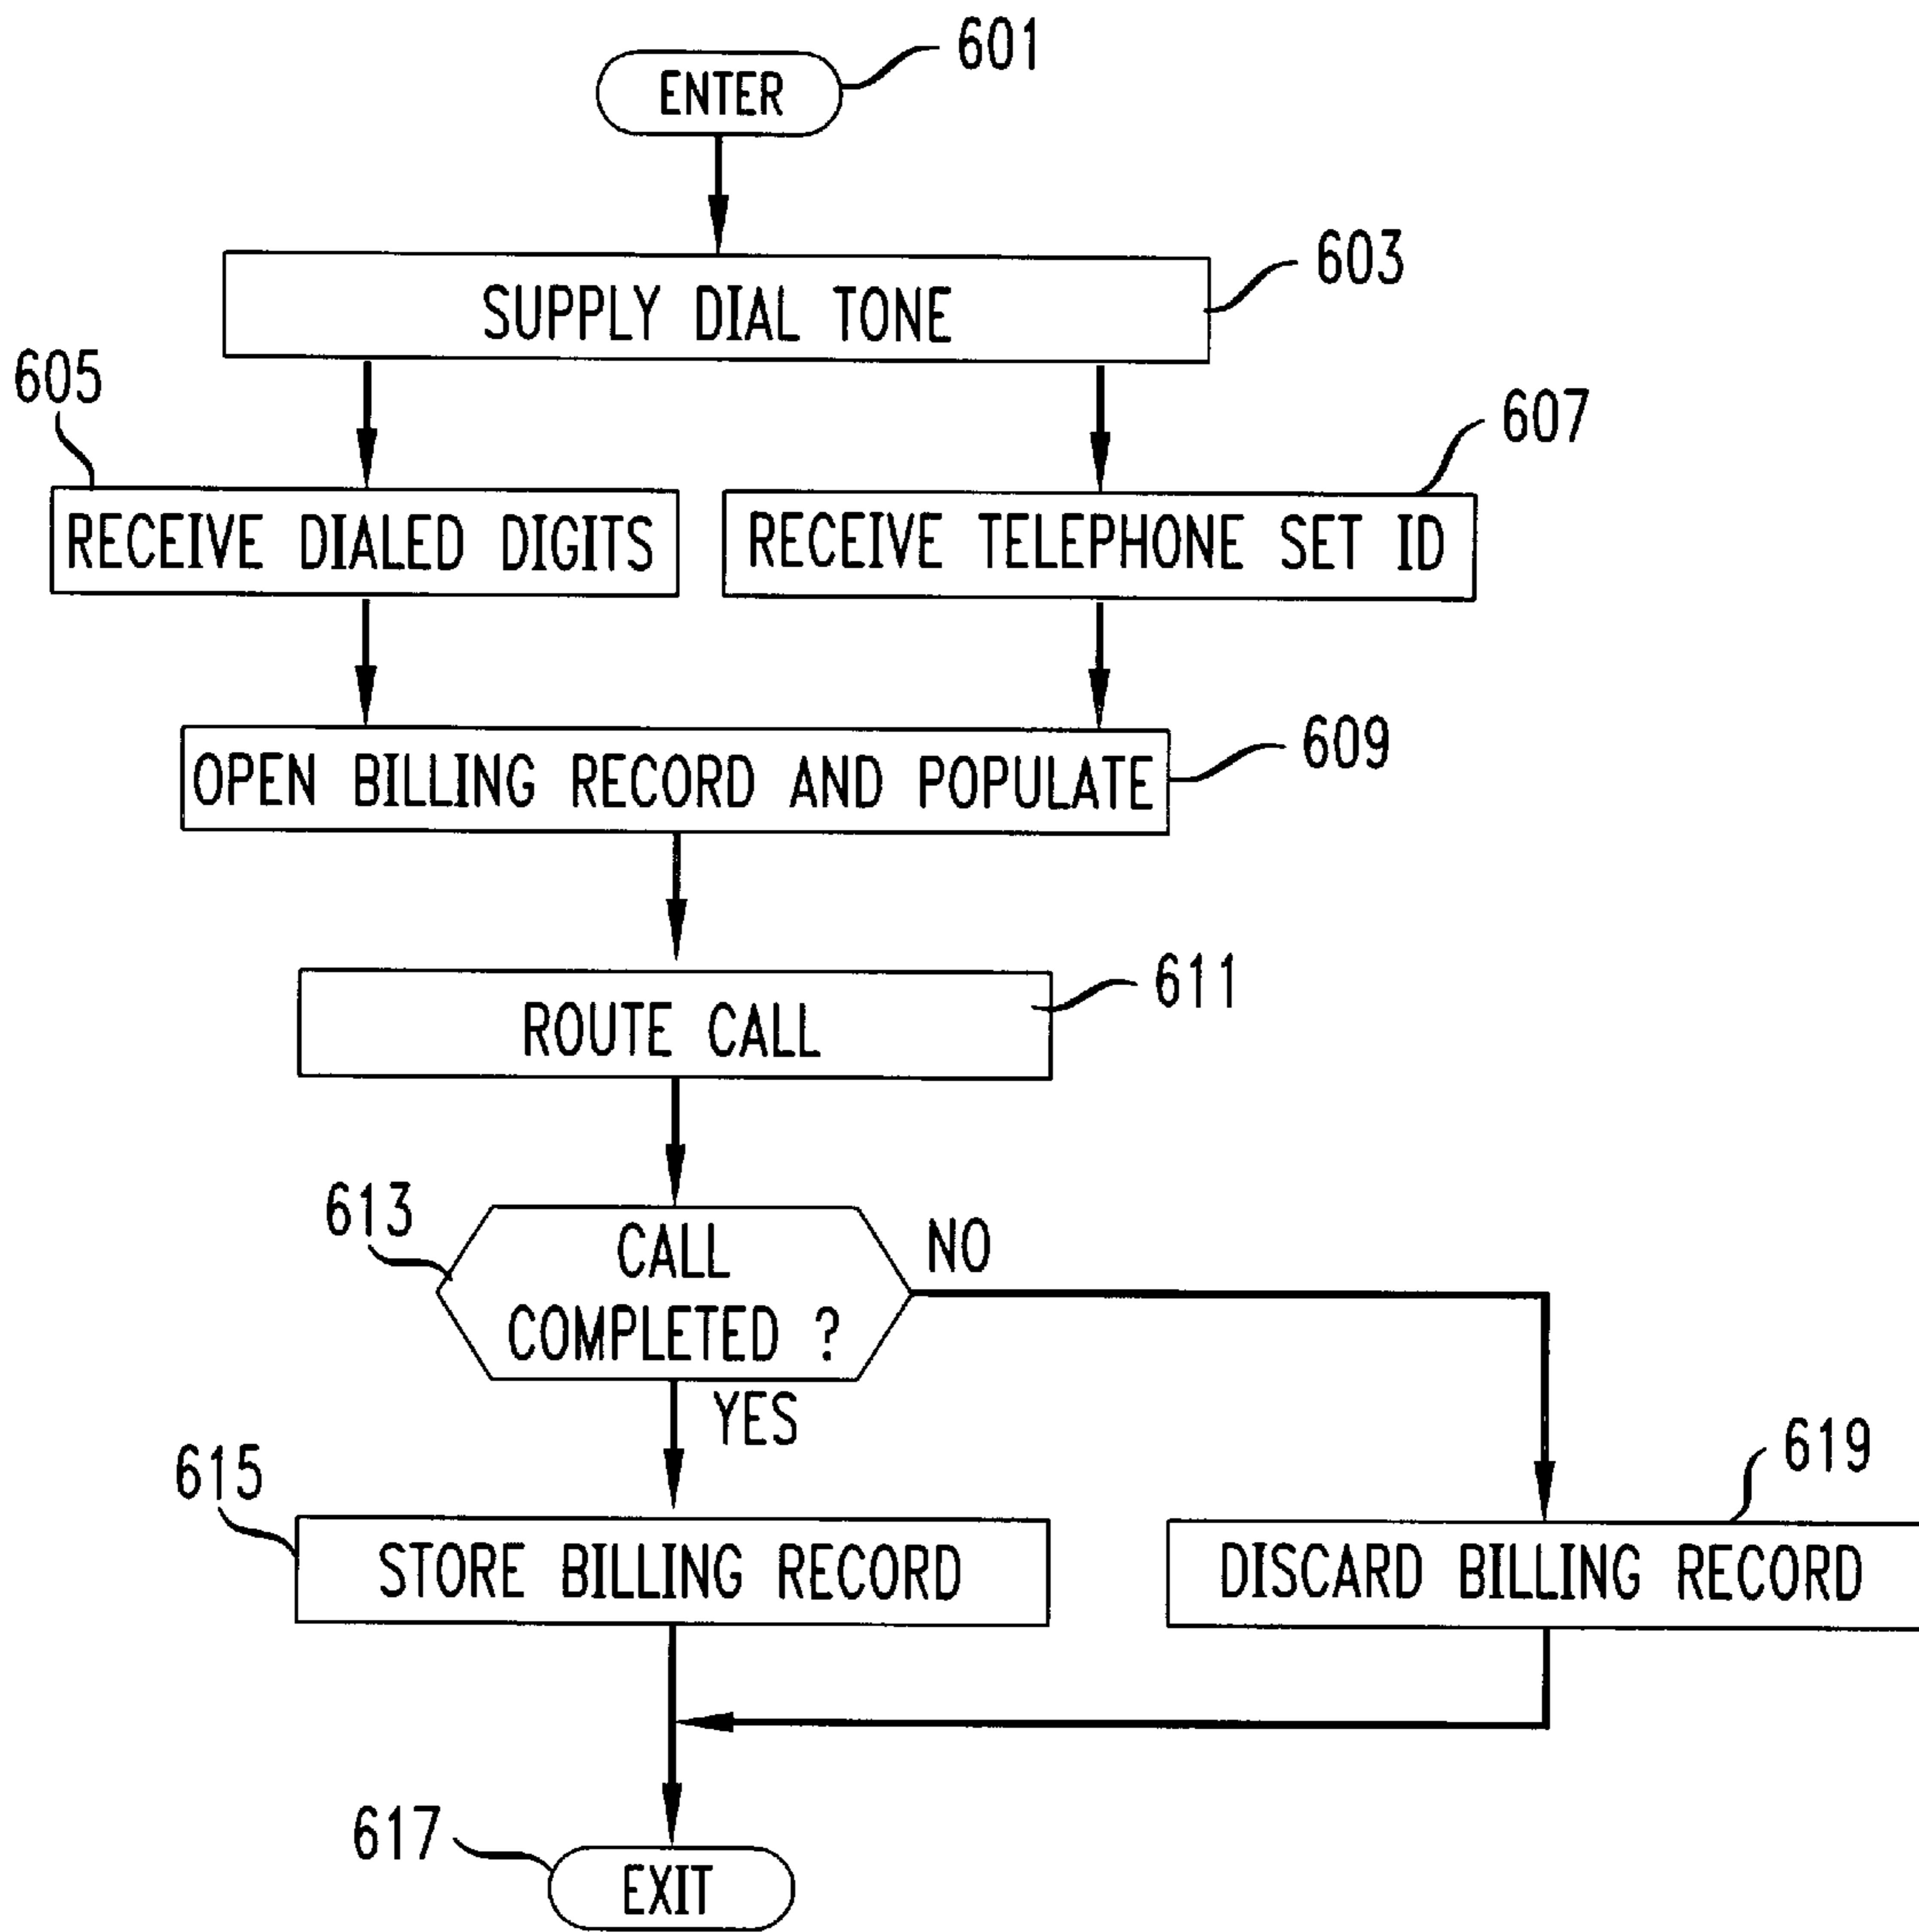 601
ENTER
603
SUPPLY DIAL TONE
605
607
RECEIVE DIALED DIGITS
RECEIVE TELEPHONE SET ID
609
OPEN BILLING RECORD AND POPULATE
611
ROUTE CALL
613
CALL
COMPLETED ?
NO
YES
615
619
STORE BILLING RECORD
DISCARD BILLING RECORD
617
EXIT